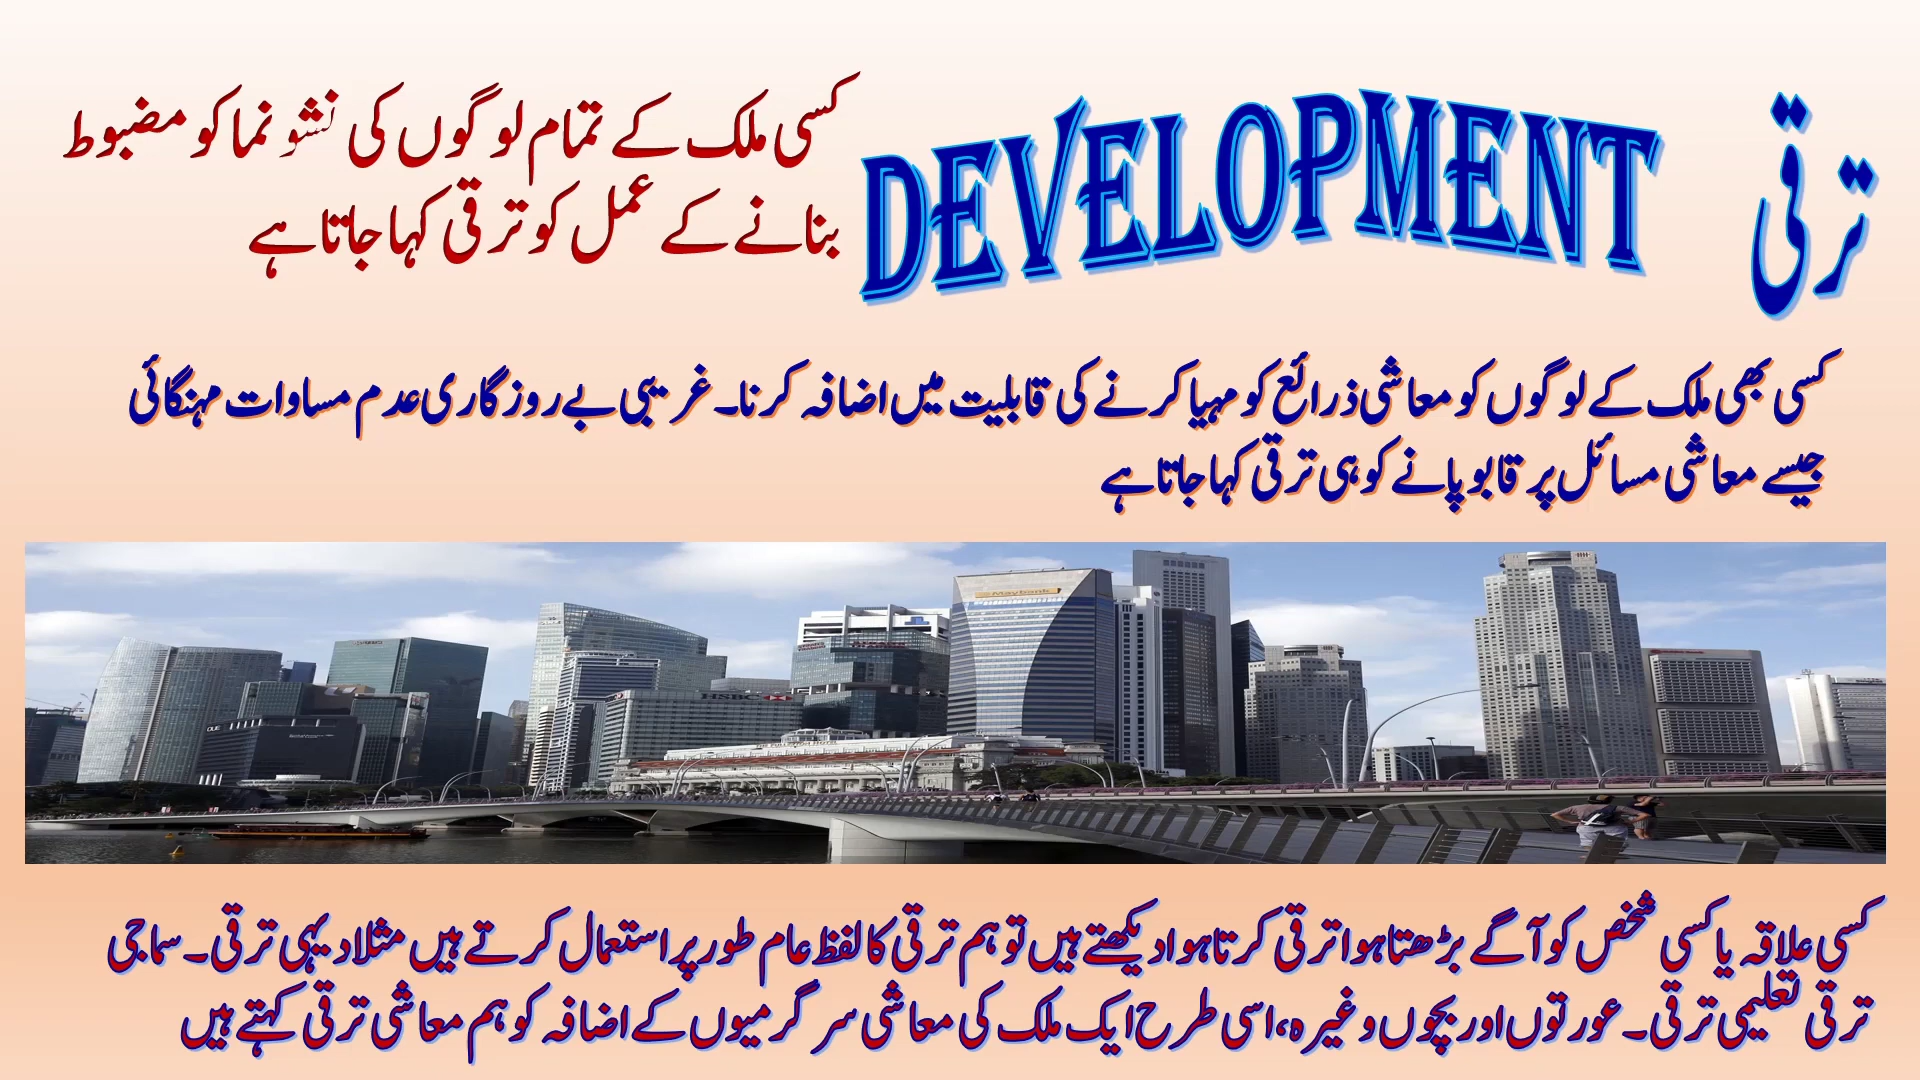 ترقی
DEVELOPMENT
کسی ملک کے تمام لوگوں کی نشو نما کو مضبوط
بنانے کے عمل کو ترقی کہا جاتا ہے
کسی بھی ملک کے لوگوں کو معاشی ذرائع کو مہیا کرنے کی قابلیت میں اضافہ کرنا۔ غریبی بے روزگاری عدم مساوات مہنگائی
جیسے معاشی مسائل پر قابو پانے کو ہی ترقی کہا جاتا ہے
Maybank
HSBC
OUE
کسی علاقہ یا کسی شخص کو آگے بڑھتا ہوا ترقی کرتا ہوا دیکھتے ہیں تو ہم ترقی کا لفظ عام طور پر استعمال کرتے ہیں مثلا دیہی ترقی۔ سماجی
ترقی تعلیمی ترقی۔ عورتوں اور بچوں وغیرہ، اسی طرح ایک ملک کی معاشی سرگرمیوں کے اضافہ کو ہم معاشی ترقی کہتے ہیں